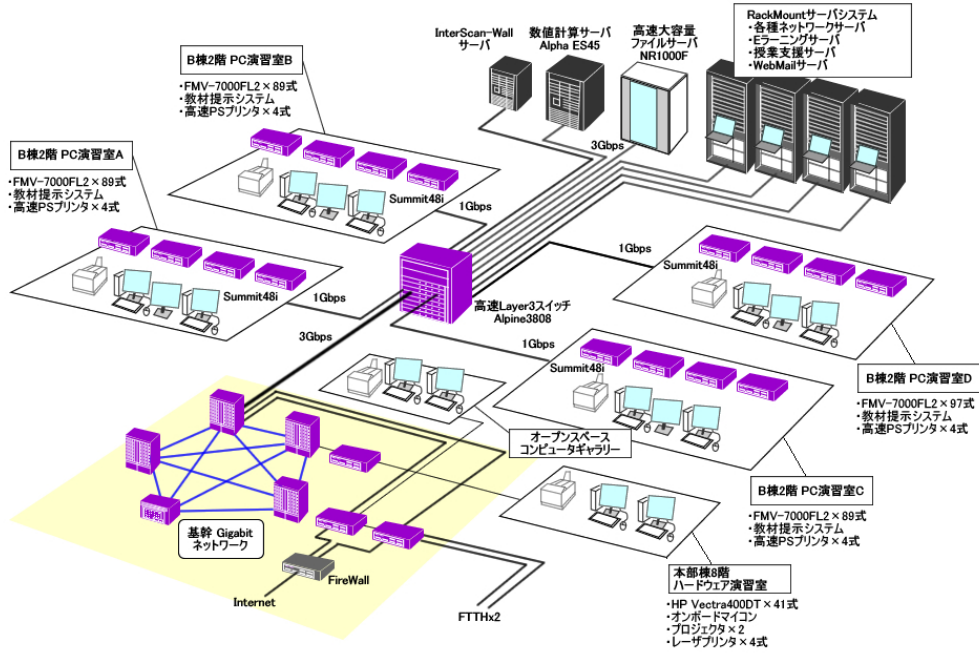 InterScan-Wall
サーバ
数値計算サーバ
Alpha ES45
高速大容量
ファイルサーバ
NR1000F
RackMountサーバシステム
・各種ネットワークサーバ
・Eラーニングサーバ
・授業支援サーバ
・WebMailサーバ
B棟2階 PC演習室B
・FMV-7000FL2×89式
・教材提示システム
・高速PSプリンタ×4式
Summit48i
1Gbps
3Gbps
B棟2階 PC演習室A
・FMV-7000FL2×89式
・教材提示システム
・高速PSプリンタ×4式
Summit48i
1Gbps
高速Layer3スイッチ
Alpine3808
1Gbps
Summit48i
B棟2階 PC演習室D
・FMV-7000FL2×97式
・教材提示システム
・高速PSプリンタ×4式
3Gbps
1Gbps
Summit48i
オープンスペース
コンピュータギャラリー
B棟2階 PC演習室C
・FMV-7000FL2×89式
・教材提示システム
・高速PSプリンタ×4式
基幹 Gigabit
ネットワーク
FireWall
Internet
FTTHx2
本部棟8階
ハードウェア演習室
・HP Vectra400DT×41式
・オンボードマイコン
・プロジェクタ×2
・レーザプリンタ×4式